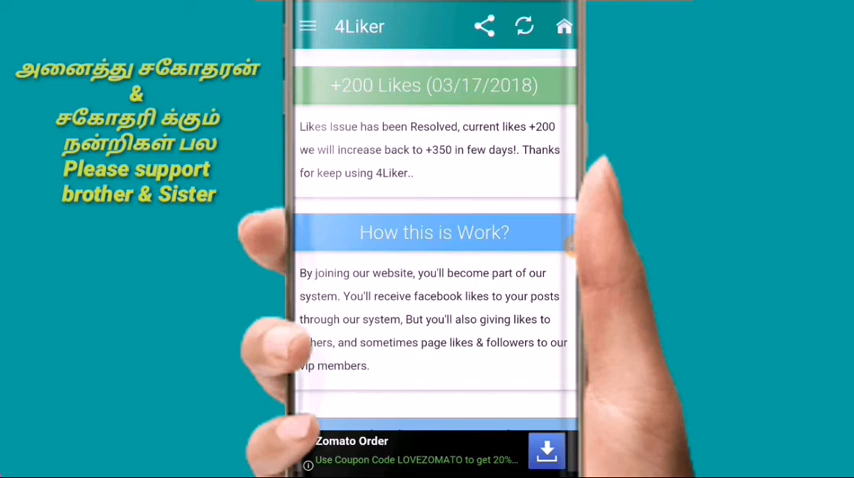 அனைத்து சகோதரன்
&
சகோதரி க்கும்
நன்றிகள் பல
Please support
brother & Sister
4Liker
+200 Likes (03/17/2018)
Likes Issue has been Resolved, current likes +200
we will increase back to +350 in few days!. Thanks
for keep using 4Liker..
How this is Work?
By joining our website, you'll become part of our
system. You'll receive facebook likes to your posts
through our system, But you'll also giving likes to
others, and sometimes page likes & followers to our
vip members.
Zomato Order
Use Coupon Code LOVEZOMATO to get 20%...